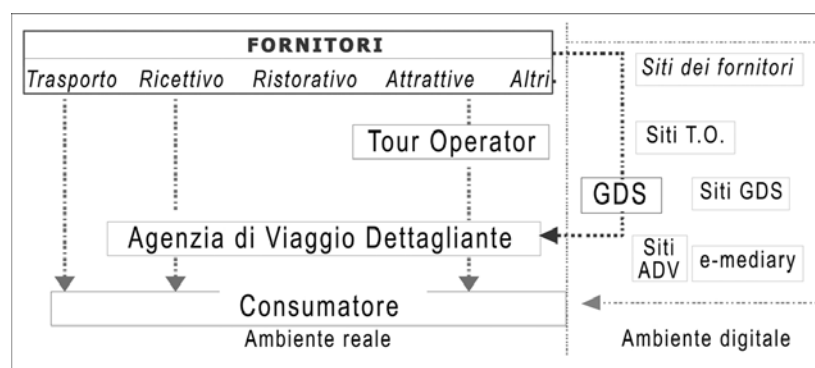 FORNITORI
Trasporto Ricettivo Ristorativo Attrattive Altri
Siti dei fornitori
Tour Operator
Siti T.O.
GDS
Siti GDS
Agenzia di Viaggio Dettagliante
Siti
ADV
e-mediary
Consumatore
Ambiente reale
Ambiente digitale